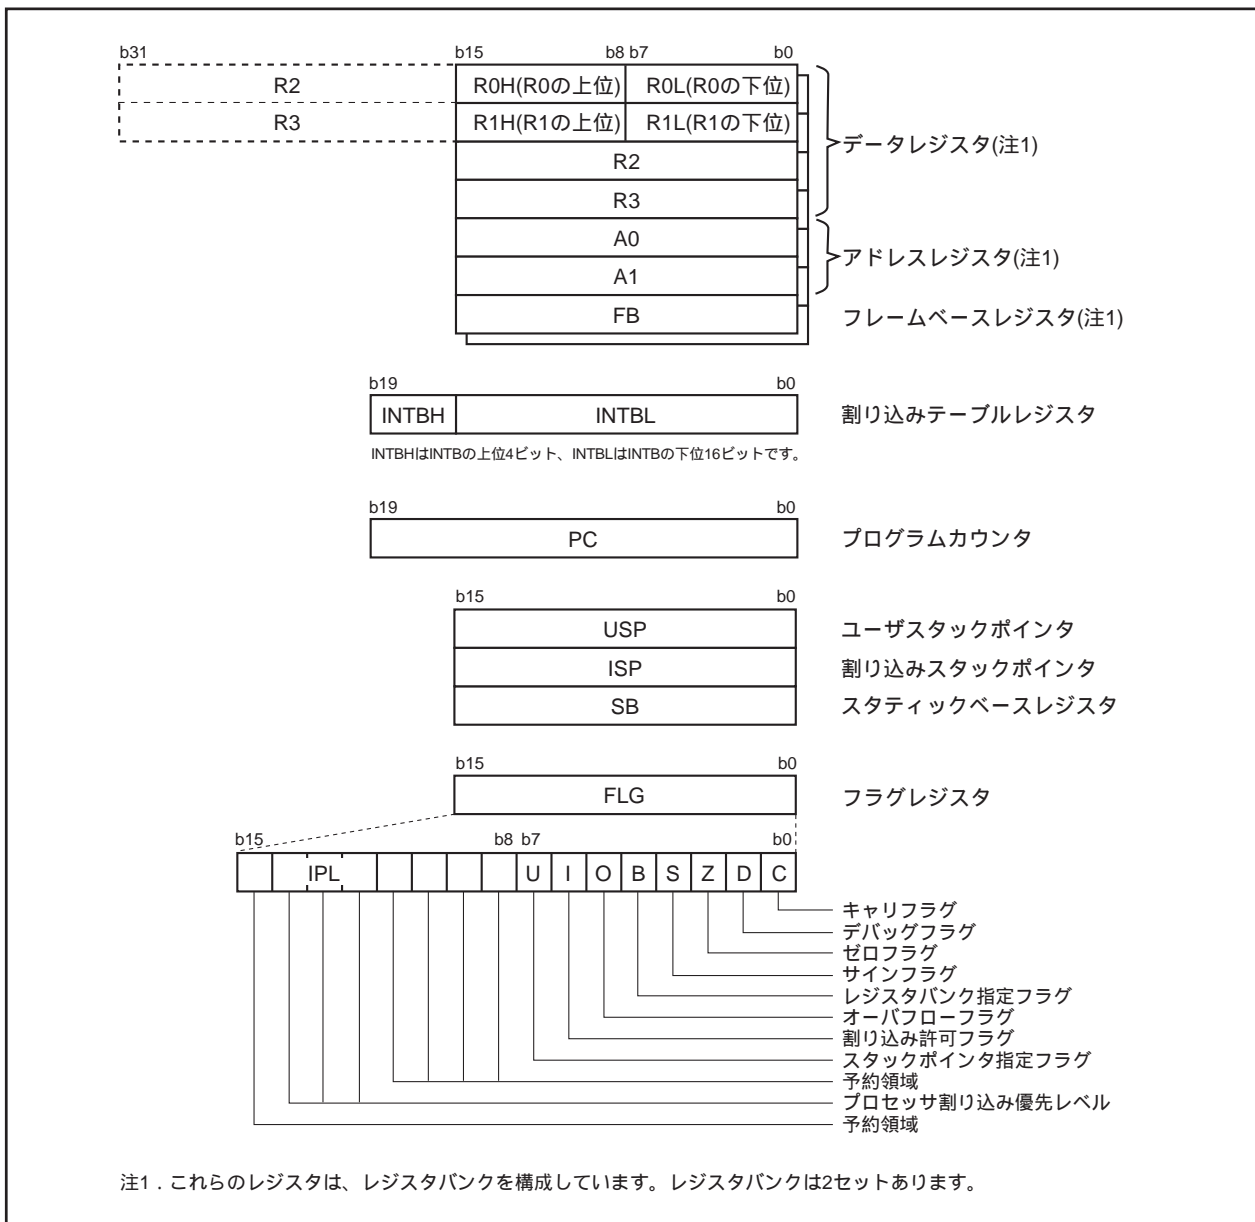 b31 b15 b8 b7 b0
R2 R0H(R0の上位) R0L(R0の下位)
R3 R1H(R1の上位) R1L(R1の下位)
データレジスタ(注1)
R2
R3
A0
アドレスレジスタ(注1)
A1
FB フレームベースレジスタ(注1)
b19 b0
INTBH INTBL 割り込みテーブルレジスタ
INTBHはINTBの上位4ビット、INTBLはINTBの下位16ビットです。
b19 b0
PC プログラムカウンタ
b15 b0
USP ユーザスタックポインタ
ISP 割り込みスタックポインタ
SB スタティックベースレジスタ
b15 b0
FLG フラグレジスタ
b15 b8 b7 b0
IPL U I O B S Z D C
キャリフラグ
デバッグフラグ
ゼロフラグ
サインフラグ
レジスタバンク指定フラグ
オーバフローフラグ
割り込み許可フラグ
スタックポインタ指定フラグ
予約領域
プロセッサ割り込み優先レベル
予約領域
注1．これらのレジスタは、レジスタバンクを構成しています。レジスタバンクは2セットあります。